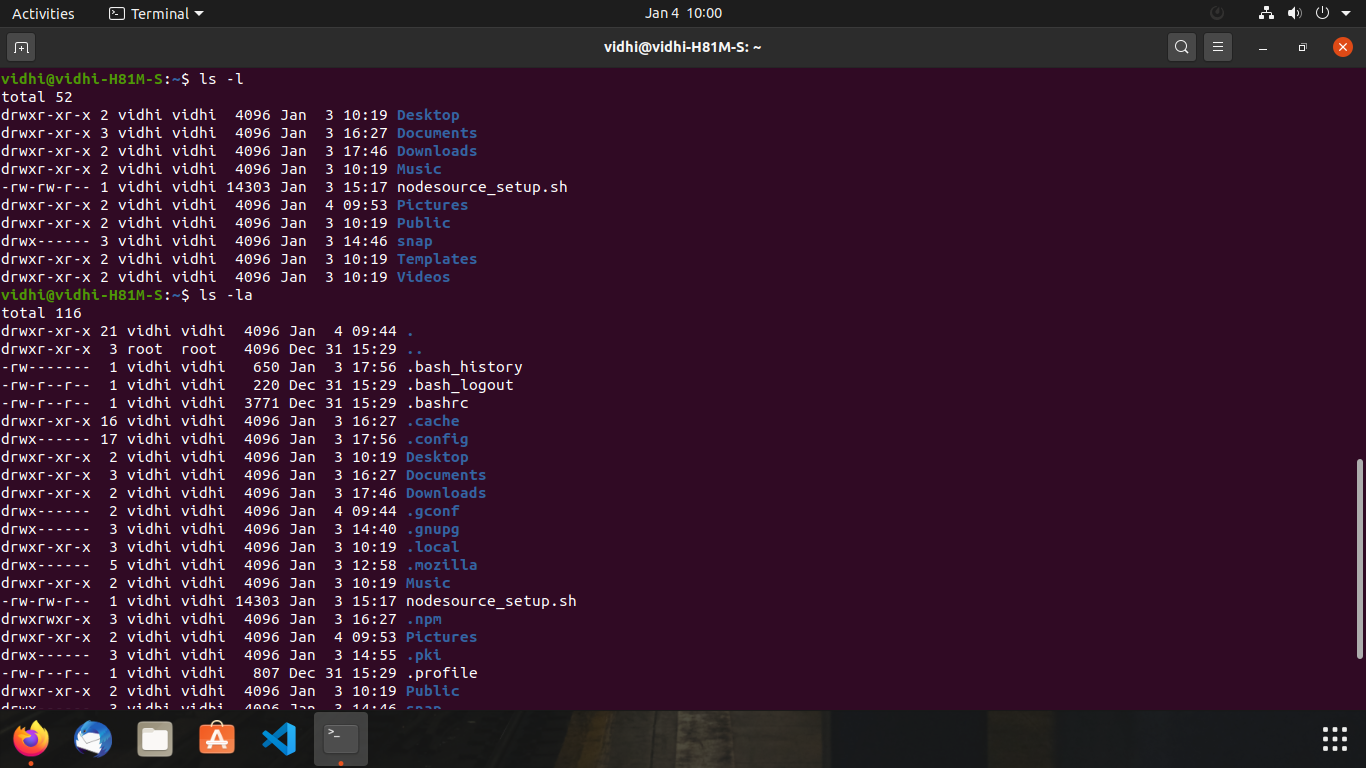 Activities Terminal Jan 4 10:00
vidhi@vidhi-H81M-S: ~
vidhi@vidhi-H81M-S:~$ ls -l
total 52
drwxr-xr-x 2 vidhi vidhi  4096 Jan  3 10:19 Desktop
drwxr-xr-x 3 vidhi vidhi  4096 Jan  3 16:27 Documents
drwxr-xr-x 2 vidhi vidhi  4096 Jan  3 17:46 Downloads
drwxr-xr-x 2 vidhi vidhi  4096 Jan  3 10:19 Music
-rw-rw-r-- 1 vidhi vidhi 14303 Jan  3 15:17 nodesource_setup.sh
drwxr-xr-x 2 vidhi vidhi  4096 Jan  4 09:53 Pictures
drwxr-xr-x 2 vidhi vidhi  4096 Jan  3 10:19 Public
drwx------ 3 vidhi vidhi  4096 Jan  3 14:46 snap
drwxr-xr-x 2 vidhi vidhi  4096 Jan  3 10:19 Templates
drwxr-xr-x 2 vidhi vidhi  4096 Jan  3 10:19 Videos
vidhi@vidhi-H81M-S:~$ ls -la
total 116
drwxr-xr-x 21 vidhi vidhi  4096 Jan  4 09:44 .
drwxr-xr-x  3 root  root   4096 Dec 31 15:29 ..
-rw-------  1 vidhi vidhi   650 Jan  3 17:56 .bash_history
-rw-r--r--  1 vidhi vidhi   220 Dec 31 15:29 .bash_logout
-rw-r--r--  1 vidhi vidhi  3771 Dec 31 15:29 .bashrc
drwxr-xr-x 16 vidhi vidhi  4096 Jan  3 16:27 .cache
drwx------ 17 vidhi vidhi  4096 Jan  3 17:56 .config
drwxr-xr-x  2 vidhi vidhi  4096 Jan  3 10:19 Desktop
drwxr-xr-x  3 vidhi vidhi  4096 Jan  3 16:27 Documents
drwxr-xr-x  2 vidhi vidhi  4096 Jan  3 17:46 Downloads
drwx------  2 vidhi vidhi  4096 Jan  4 09:44 .gconf
drwx------  3 vidhi vidhi  4096 Jan  3 14:40 .gnupg
drwxr-xr-x  3 vidhi vidhi  4096 Jan  3 10:19 .local
drwx------  5 vidhi vidhi  4096 Jan  3 12:58 .mozilla
drwxr-xr-x  2 vidhi vidhi  4096 Jan  3 10:19 Music
-rw-rw-r--  1 vidhi vidhi 14303 Jan  3 15:17 nodesource_setup.sh
drwxrwxr-x  3 vidhi vidhi  4096 Jan  3 16:27 .npm
drwxr-xr-x  2 vidhi vidhi  4096 Jan  4 09:53 Pictures
drwx------  3 vidhi vidhi  4096 Jan  3 14:55 .pki
-rw-r--r--  1 vidhi vidhi   807 Dec 31 15:29 .profile
drwxr-xr-x  2 vidhi vidhi  4096 Jan  3 10:19 Public
drwx------  3 vidhi vidhi  4096 Jan  3 14:46 snap